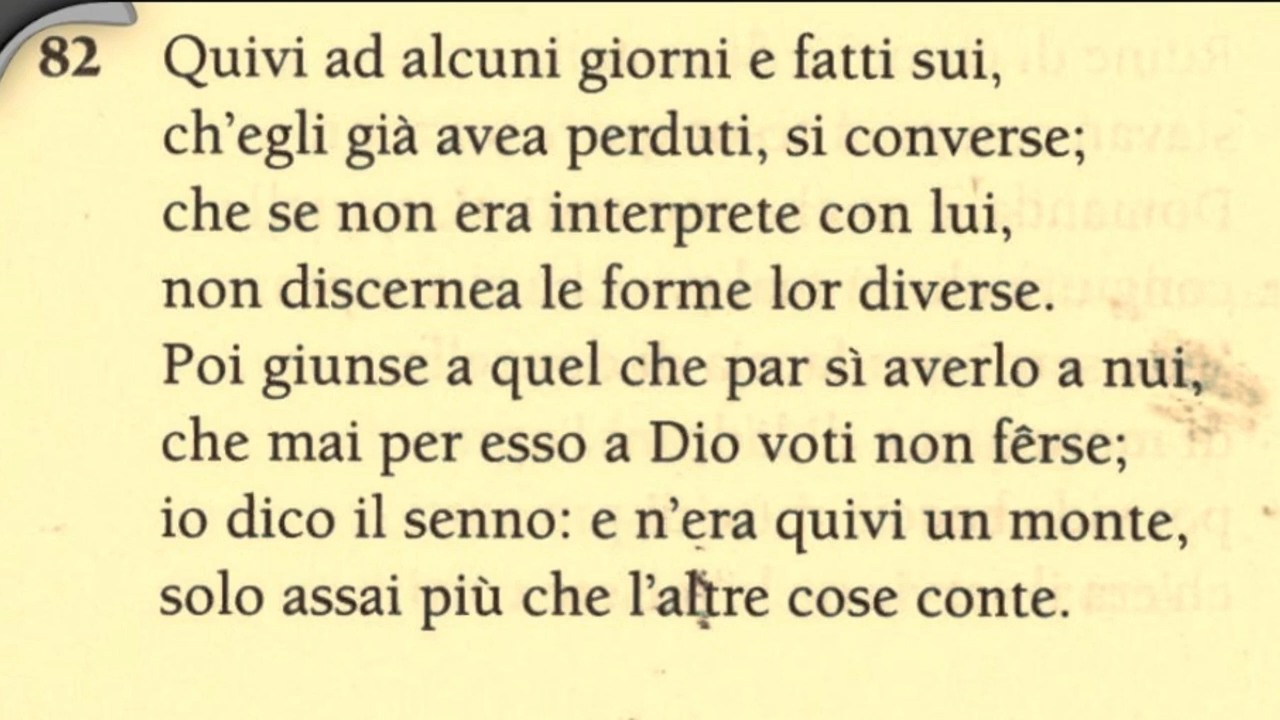 82 Quivi ad alcuni giorni e fatti sui,
ch'egli già avea perduti, si converse;
che se non era interprete con lui,
non discernea le forme lor diverse.
Poi giunse a quel che par sì averlo a nui,
che mai per esso a Dio voti non fêrse;
io dico il senno: e n'era quivi un monte,
solo assai più che l'altre cose conte.